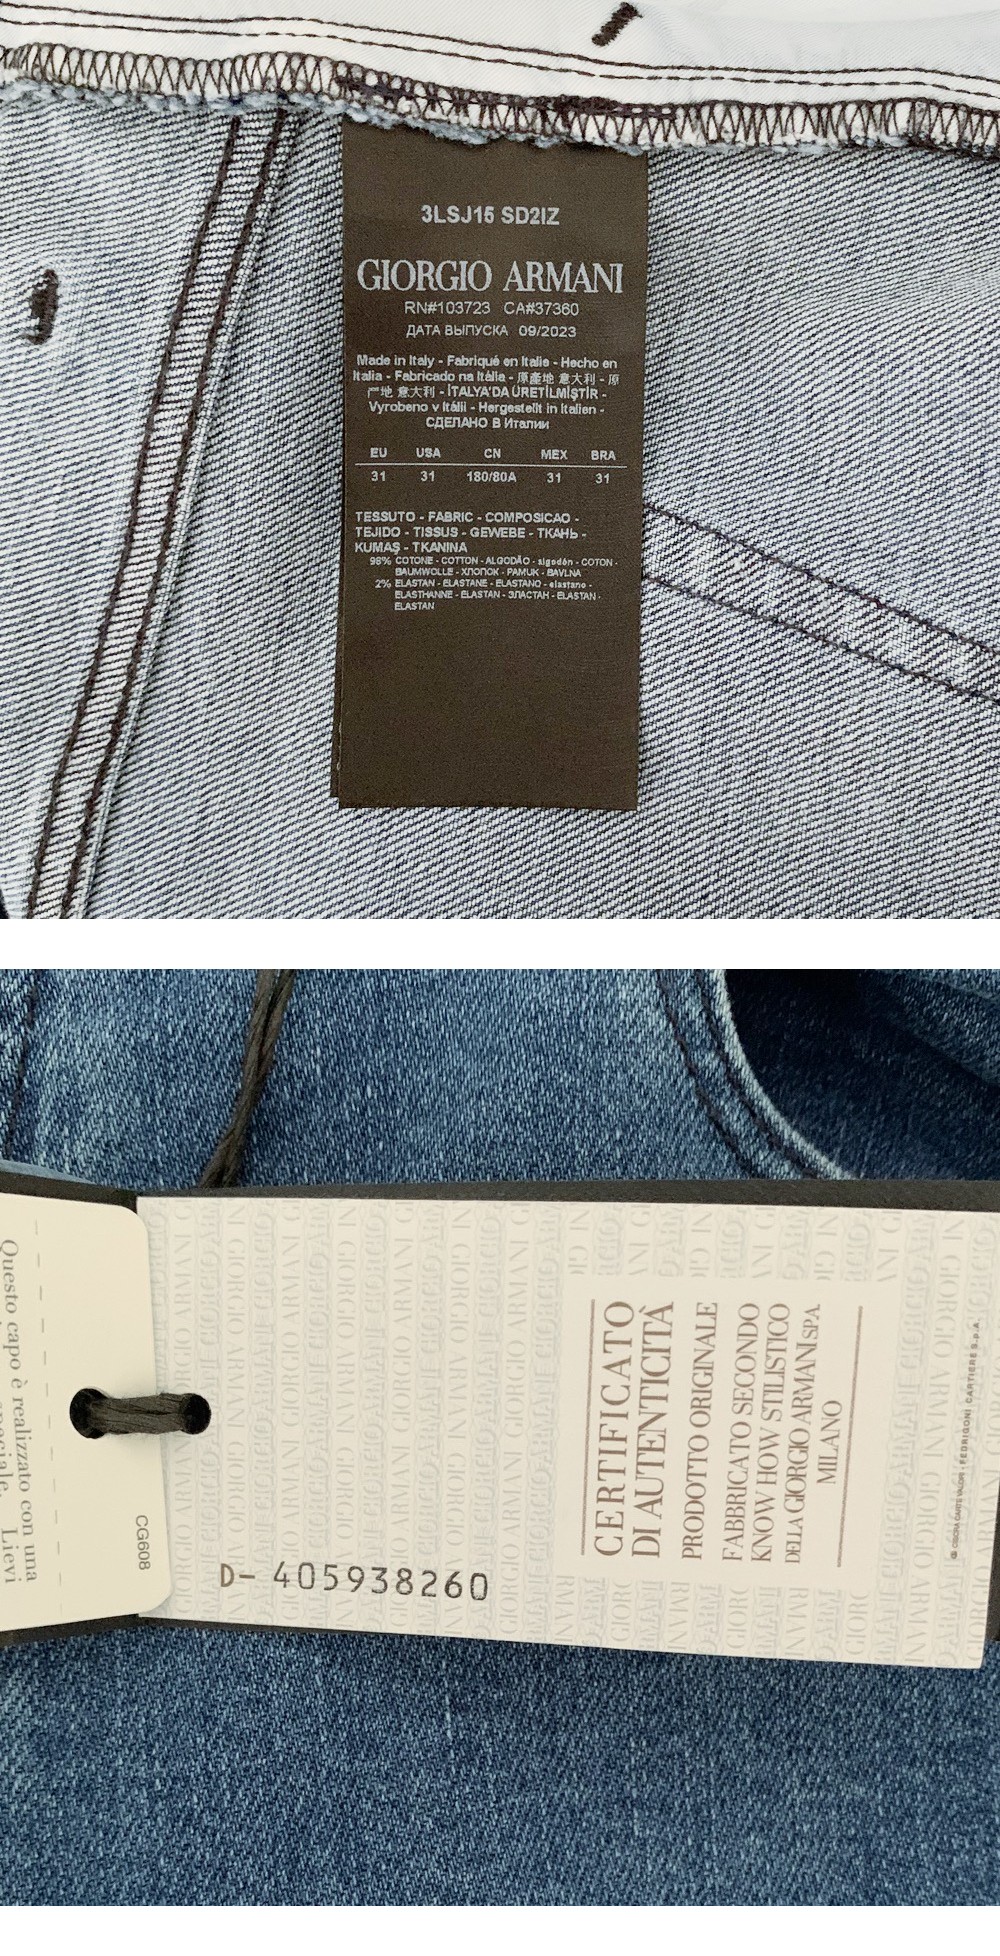 3LSJ15 SD2IZ
GIORGIO ARMANI
RN#103723 CA#37360
ДАТА ВЫПУСКА 09/2023
Made in Italy - Fabriqué en Italie - Hecho en
Italia - Fabricado na Itália - 原產地 意大利 - 原
产地 意大利 - İTALYA'DA ÜRETİLMİŞTİR -
Vyrobeno v Itálii - Hergestellt in Italien -
СДЕЛАНО В Италии
EU USA CN MEX BRA
31 31 180/80A 31 31
TESSUTO - FABRIC - COMPOSICAO -
TEJIDO - TISSUS - GEWEBE - ТКАНЬ -
KUMAŞ - TKANINA
98% COTONE - COTTON - ALGODÃO - algodón - COTON -
BAUMWOLLE - ХЛОПОК - PAMUK - BAVLNA
2% ELASTAN - ELASTANE - ELASTANO - elastano -
ELASTHANNE - ELASTAN - ЭЛАСТАН - ELASTAN -
ELASTAN
Questo capo è realizzato con una
speciale.
Lievi
CG608
D- 405938260
CERTIFICATO
DI AUTENTICITÀ
PRODOTTO ORIGINALE
FABBRICATO SECONDO
KNOW HOW STILISTICO
DELLA GIORGIO ARMANI SPA.
MILANO
FEDRIGONI CARTIERE S.p.A.